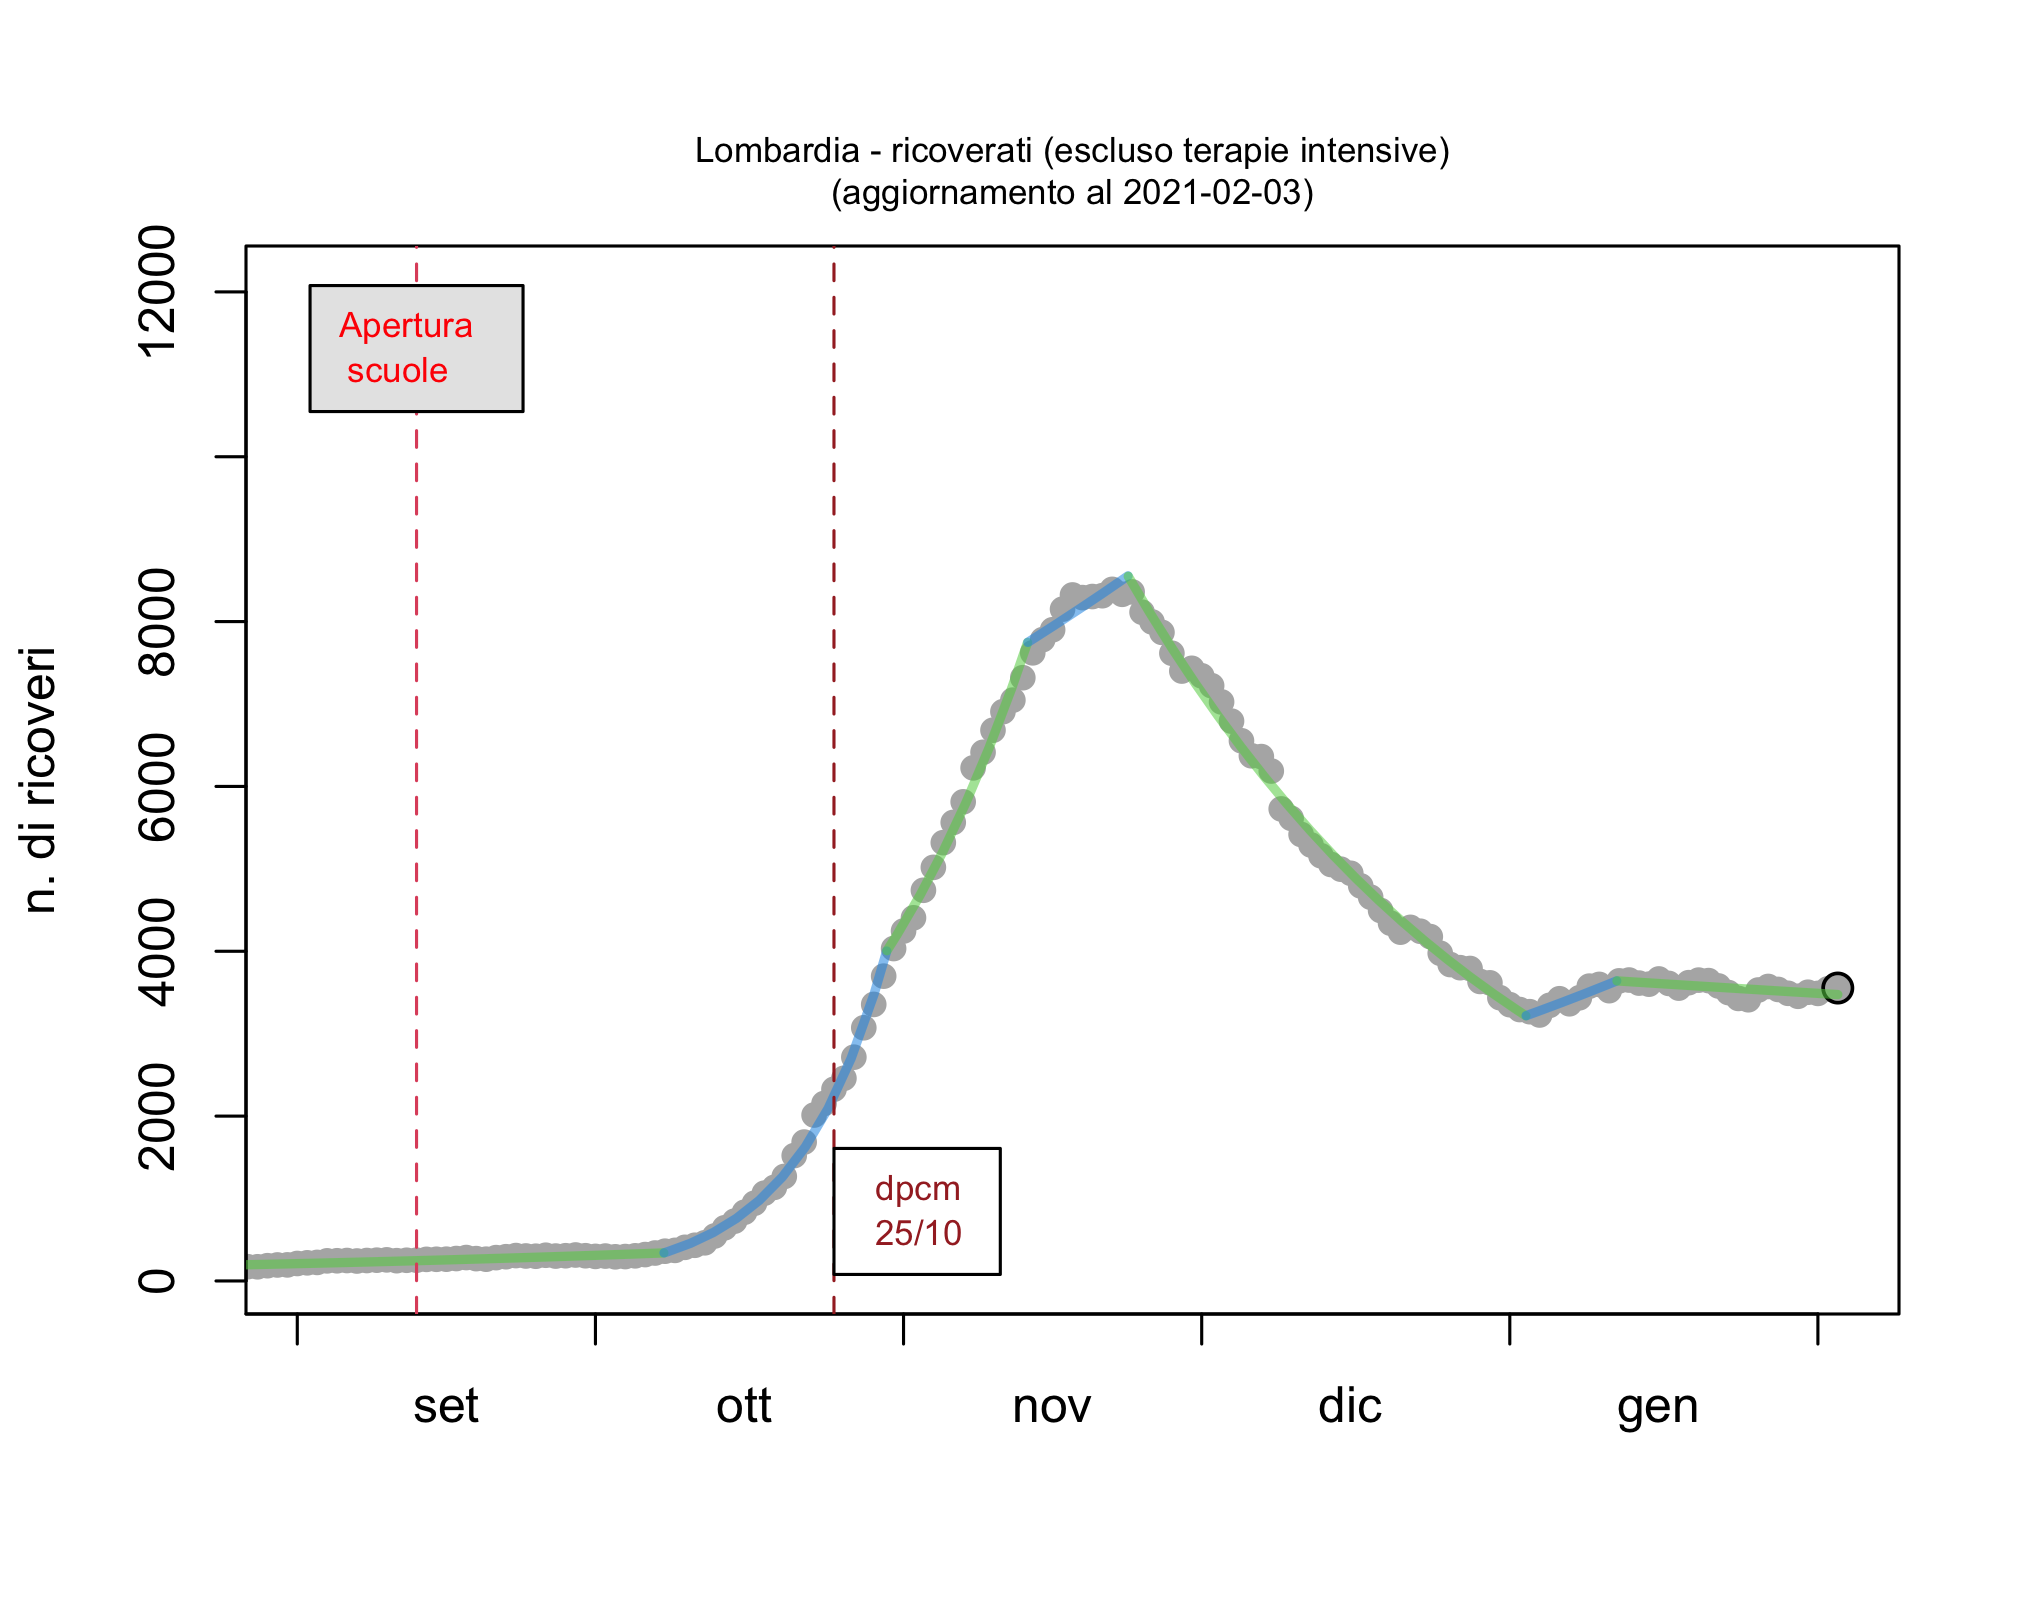 Lombardia - ricoverati (escluso terapie intensive)
(aggiornamento al 2021-02-03)
n. di ricoveri
12000
8000
6000
4000
2000
0
Apertura
scuole
dpcm
25/10
set
ott
nov
dic
gen